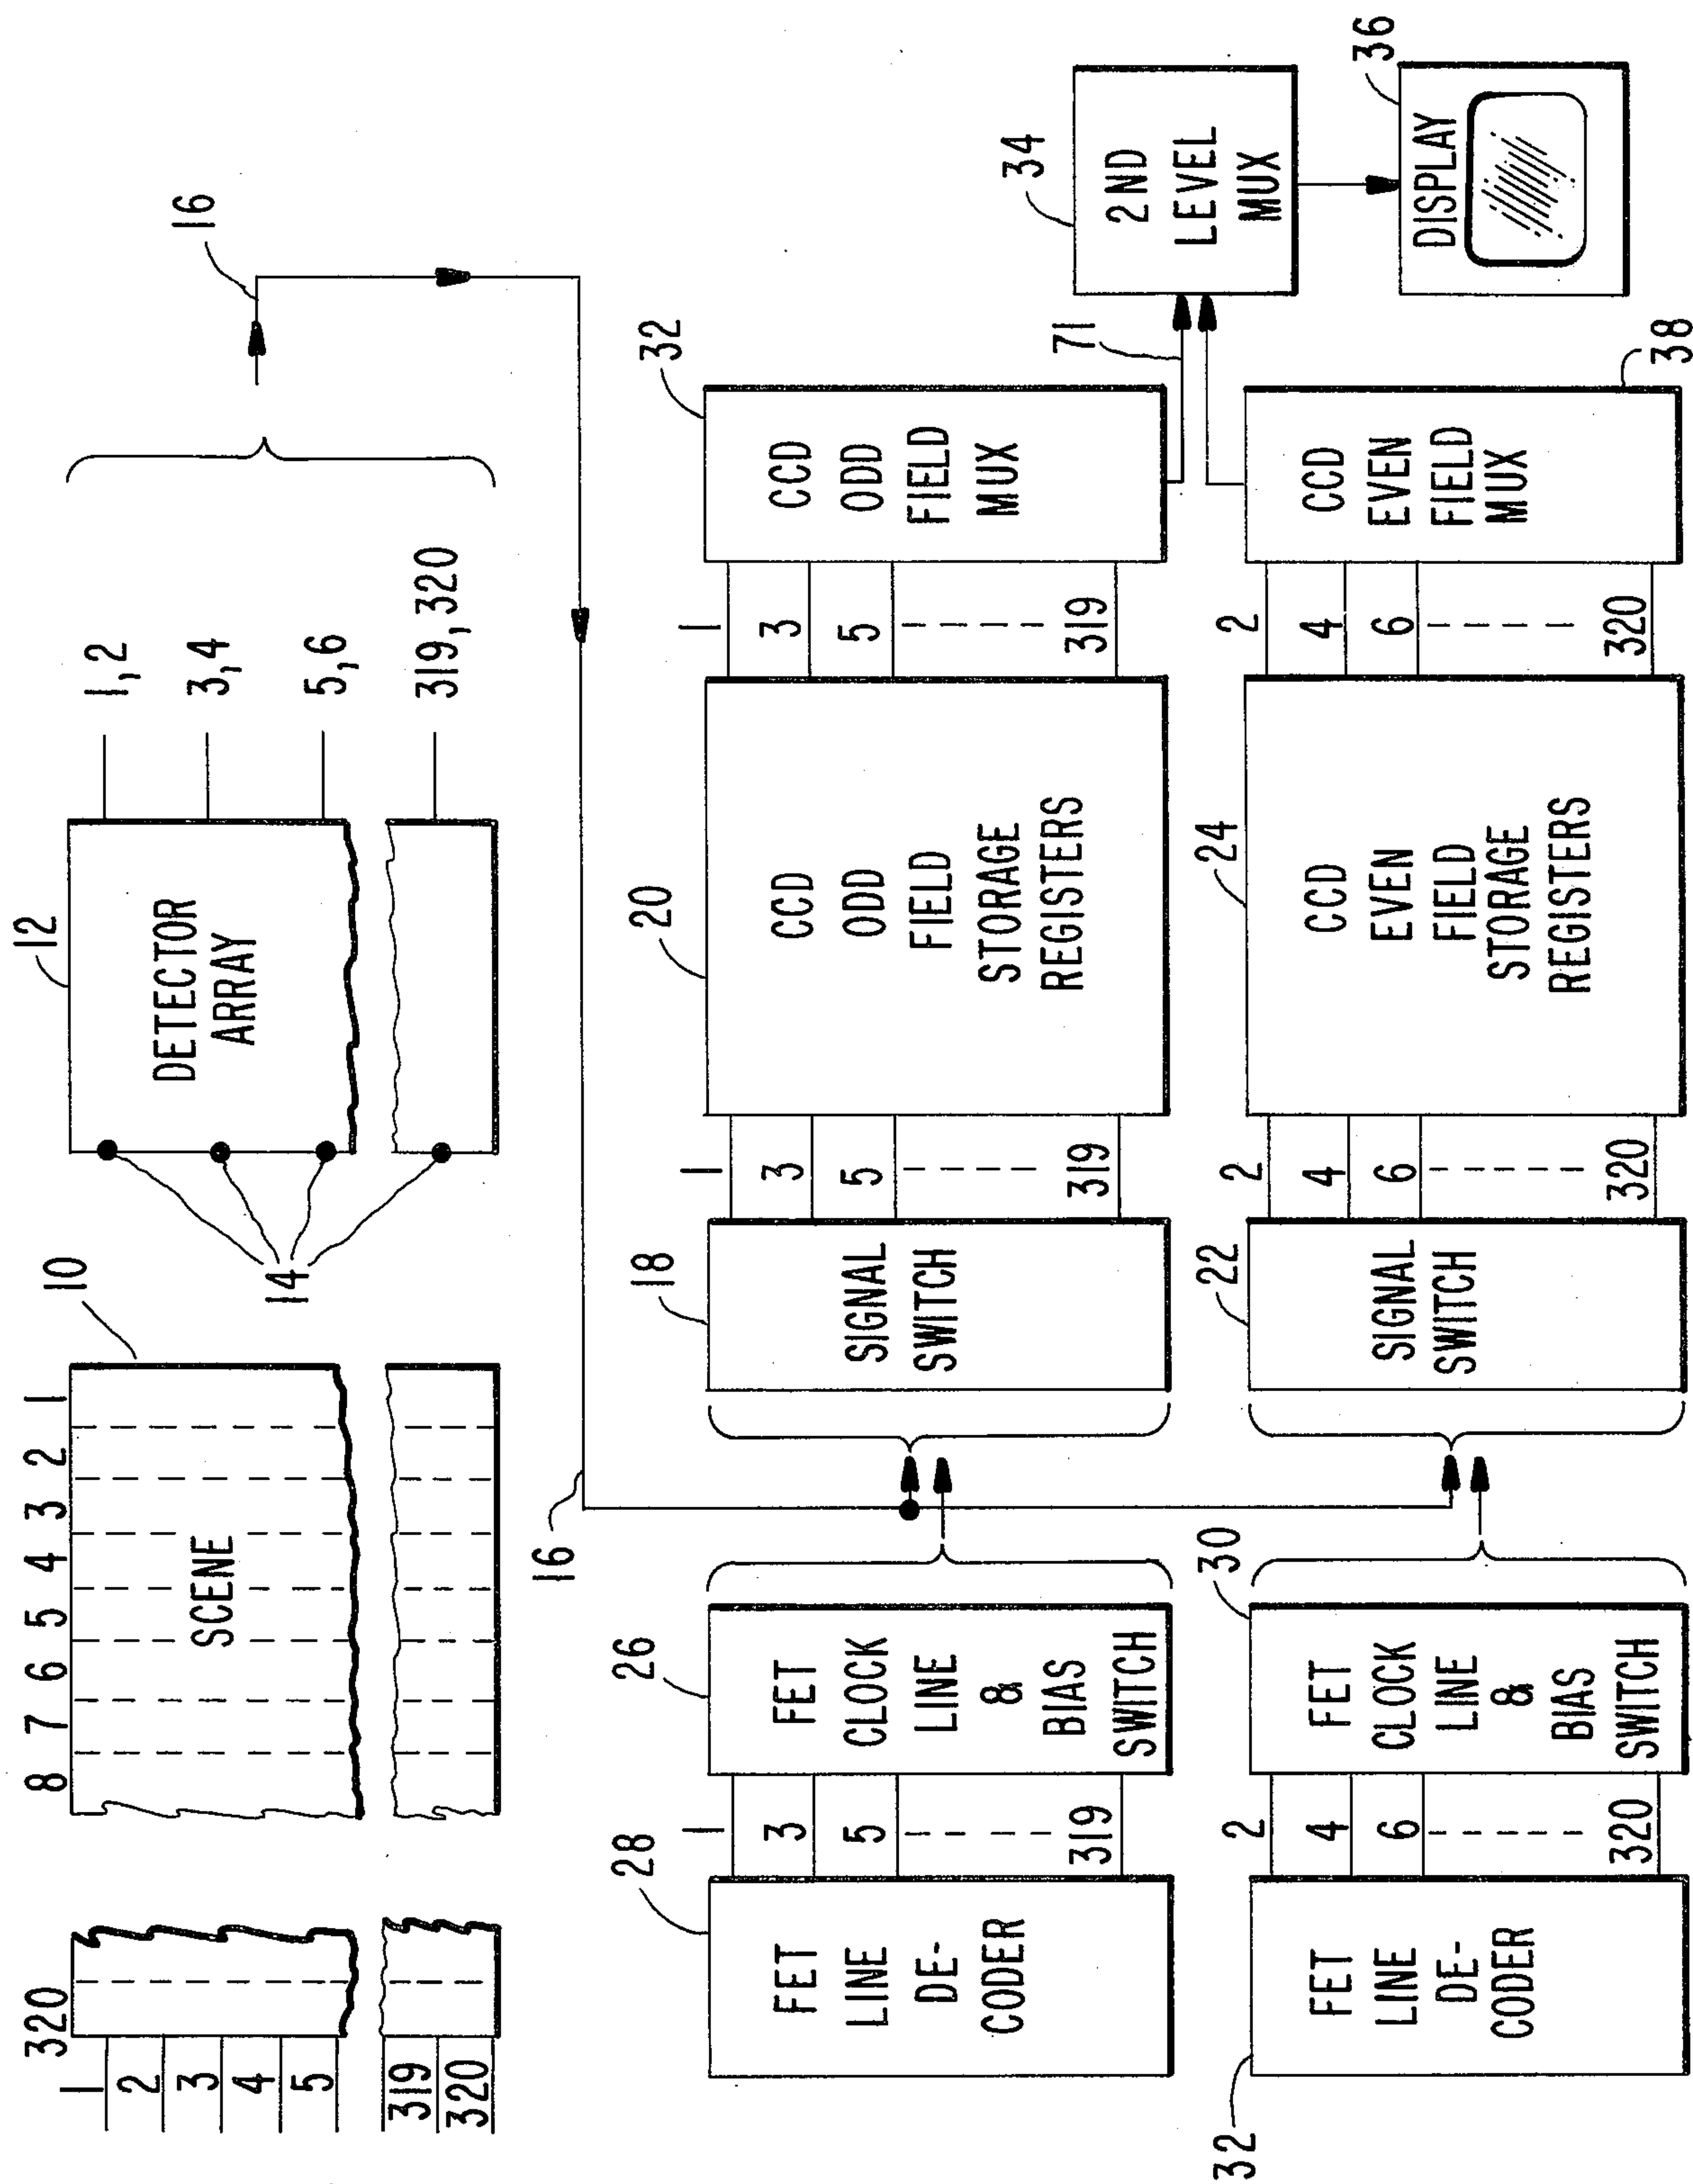 320
8 7 6 5 4 3 2 1
10
12
1
2
3
4
5
319
320
SCENE
DETECTOR
ARRAY
14
1,2
3,4
5,6
319,320
16
16
28
FET
LINE
DE-
CODER
1
3
5
319
26
FET
CLOCK
LINE
&
BIAS
SWITCH
18
SIGNAL
SWITCH
1
3
5
319
20
CCD
ODD
FIELD
STORAGE
REGISTERS
1
3
5
319
32
CCD
ODD
FIELD
MUX
71
34
2ND
LEVEL
MUX
32
FET
LINE
DE-
CODER
2
4
6
320
30
FET
CLOCK
LINE
&
BIAS
SWITCH
22
SIGNAL
SWITCH
2
4
6
320
24
CCD
EVEN
FIELD
STORAGE
REGISTERS
2
4
6
320
CCD
EVEN
FIELD
MUX
38
36
DISPLAY